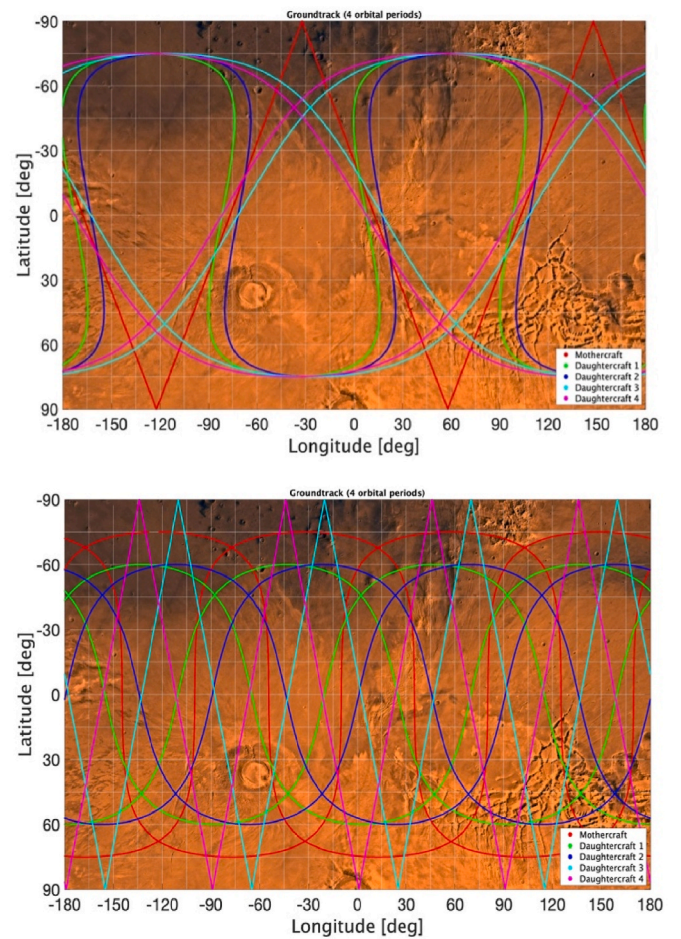 Groundtrack (4 orbital periods)
-90
-60
-30
0
30
60
90
Latitude [deg]
-180 -150 -120 -90 -60 -30 0 30 60 90 120 150 180
Longitude [deg]
Mothercraft
Daughtercraft 1
Daughtercraft 2
Daughtercraft 3
Daughtercraft 4
Groundtrack (4 orbital periods)
-90
-60
-30
0
30
60
90
Latitude [deg]
-180 -150 -120 -90 -60 -30 0 30 60 90 120 150 180
Longitude [deg]
Mothercraft
Daughtercraft 1
Daughtercraft 2
Daughtercraft 3
Daughtercraft 4